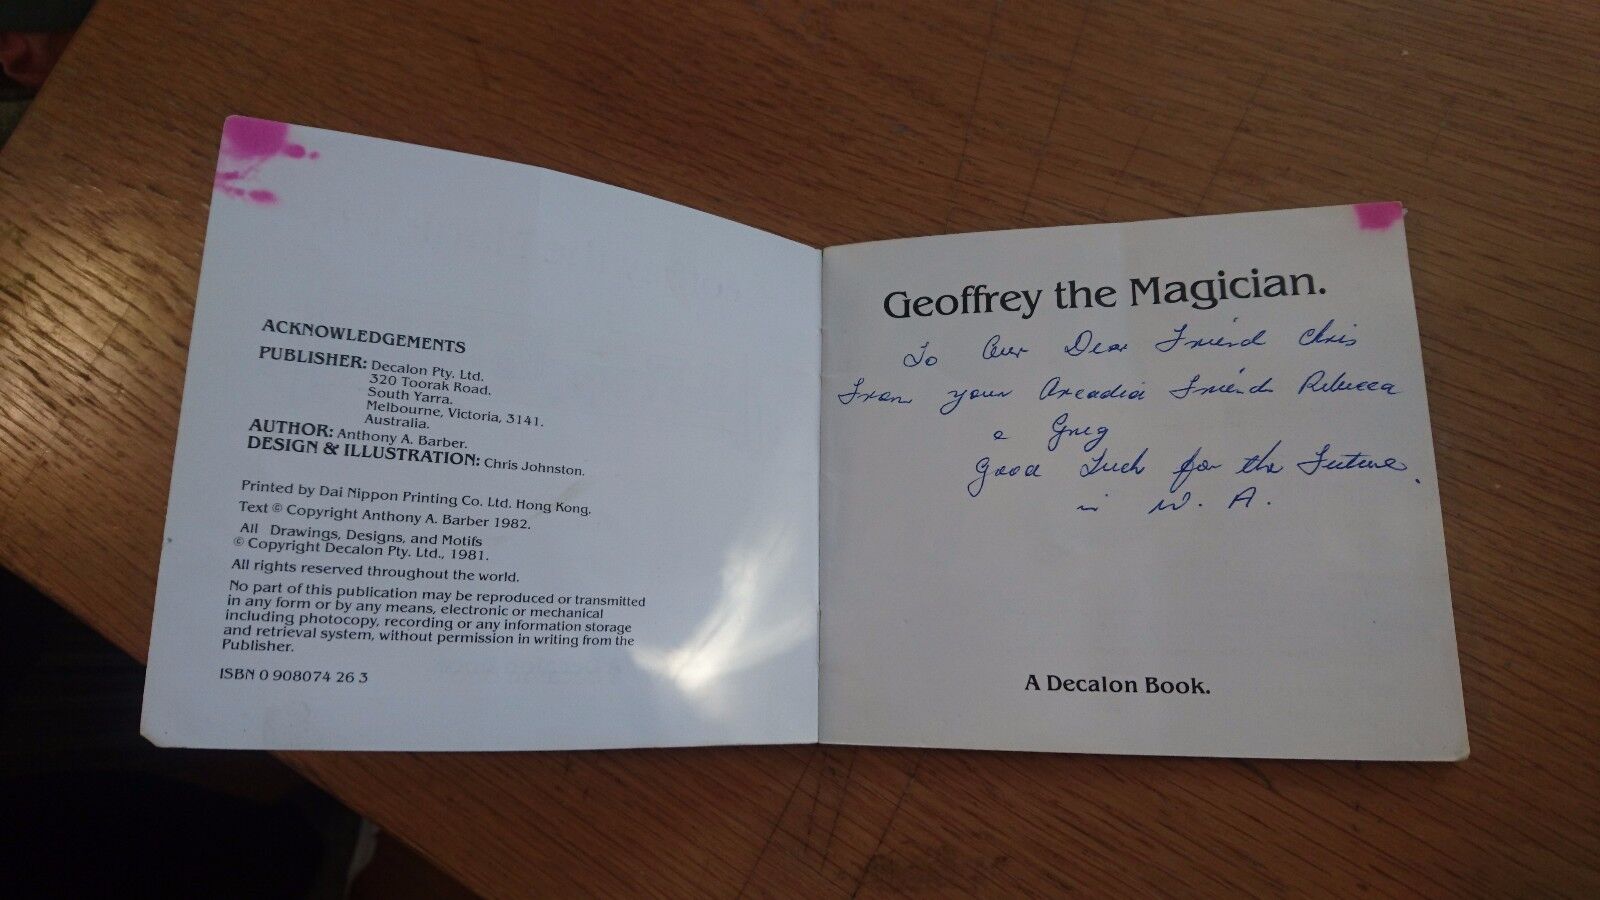 ACKNOWLEDGEMENTS
PUBLISHER: Decalon Pty. Ltd.
320 Toorak Road.
South Yarra.
Melbourne, Victoria, 3141.
Australia.
AUTHOR: Anthony A. Barber.
DESIGN & ILLUSTRATION: Chris Johnston.
Printed by Dai Nippon Printing Co. Ltd. Hong Kong.
Text © Copyright Anthony A. Barber 1982.
All Drawings, Designs, and Motifs
© Copyright Decalon Pty. Ltd., 1981.
All rights reserved throughout the world.
No part of this publication may be reproduced or transmitted
in any form or by any means, electronic or mechanical
including photocopy, recording or any information storage
and retrieval system, without permission in writing from the
Publisher.
ISBN 0 908074 26 3
Geoffrey the Magician.
To Our Dear Friend Chris
From your Arcadia Friends Rebecca
& Greg
Good Luck for the Future.
in W. A.
A Decalon Book.